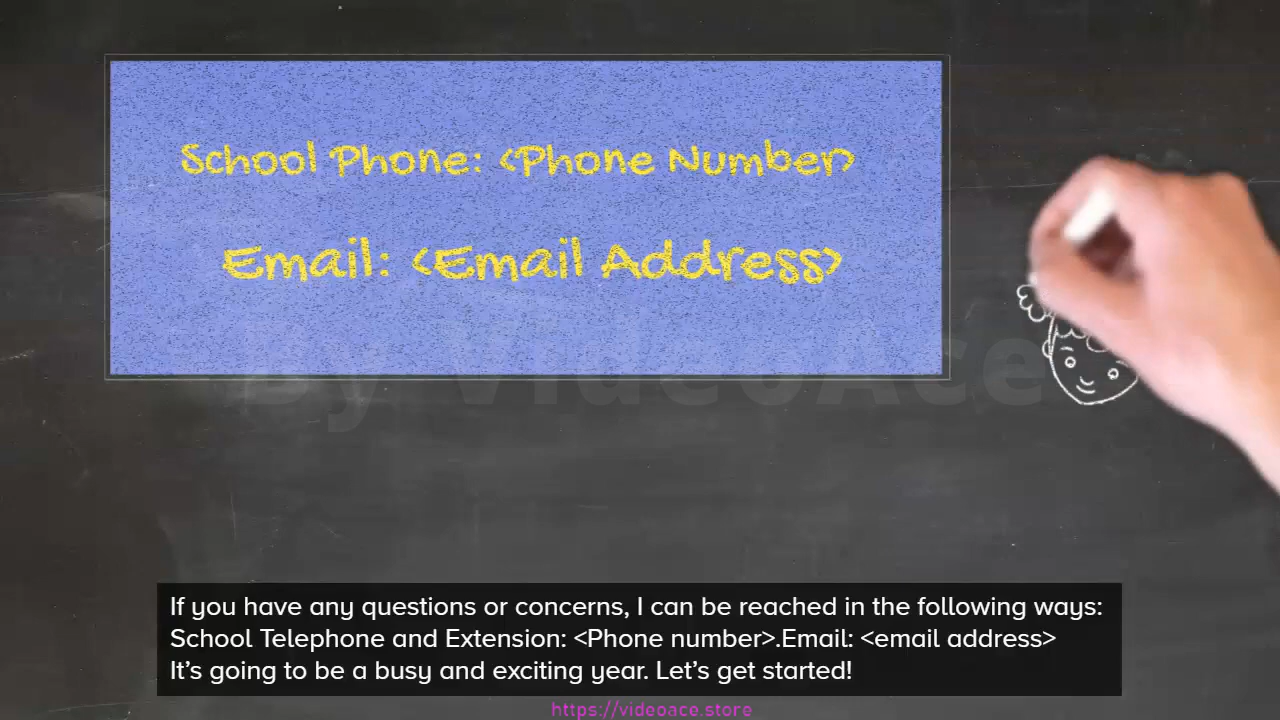 School Phone: <Phone Number>
Email: <Email Address>
By VideoAce
If you have any questions or concerns, I can be reached in the following ways:
School Telephone and Extension: <Phone number>.Email: <email address>
It’s going to be a busy and exciting year. Let’s get started!
https://videoace.store